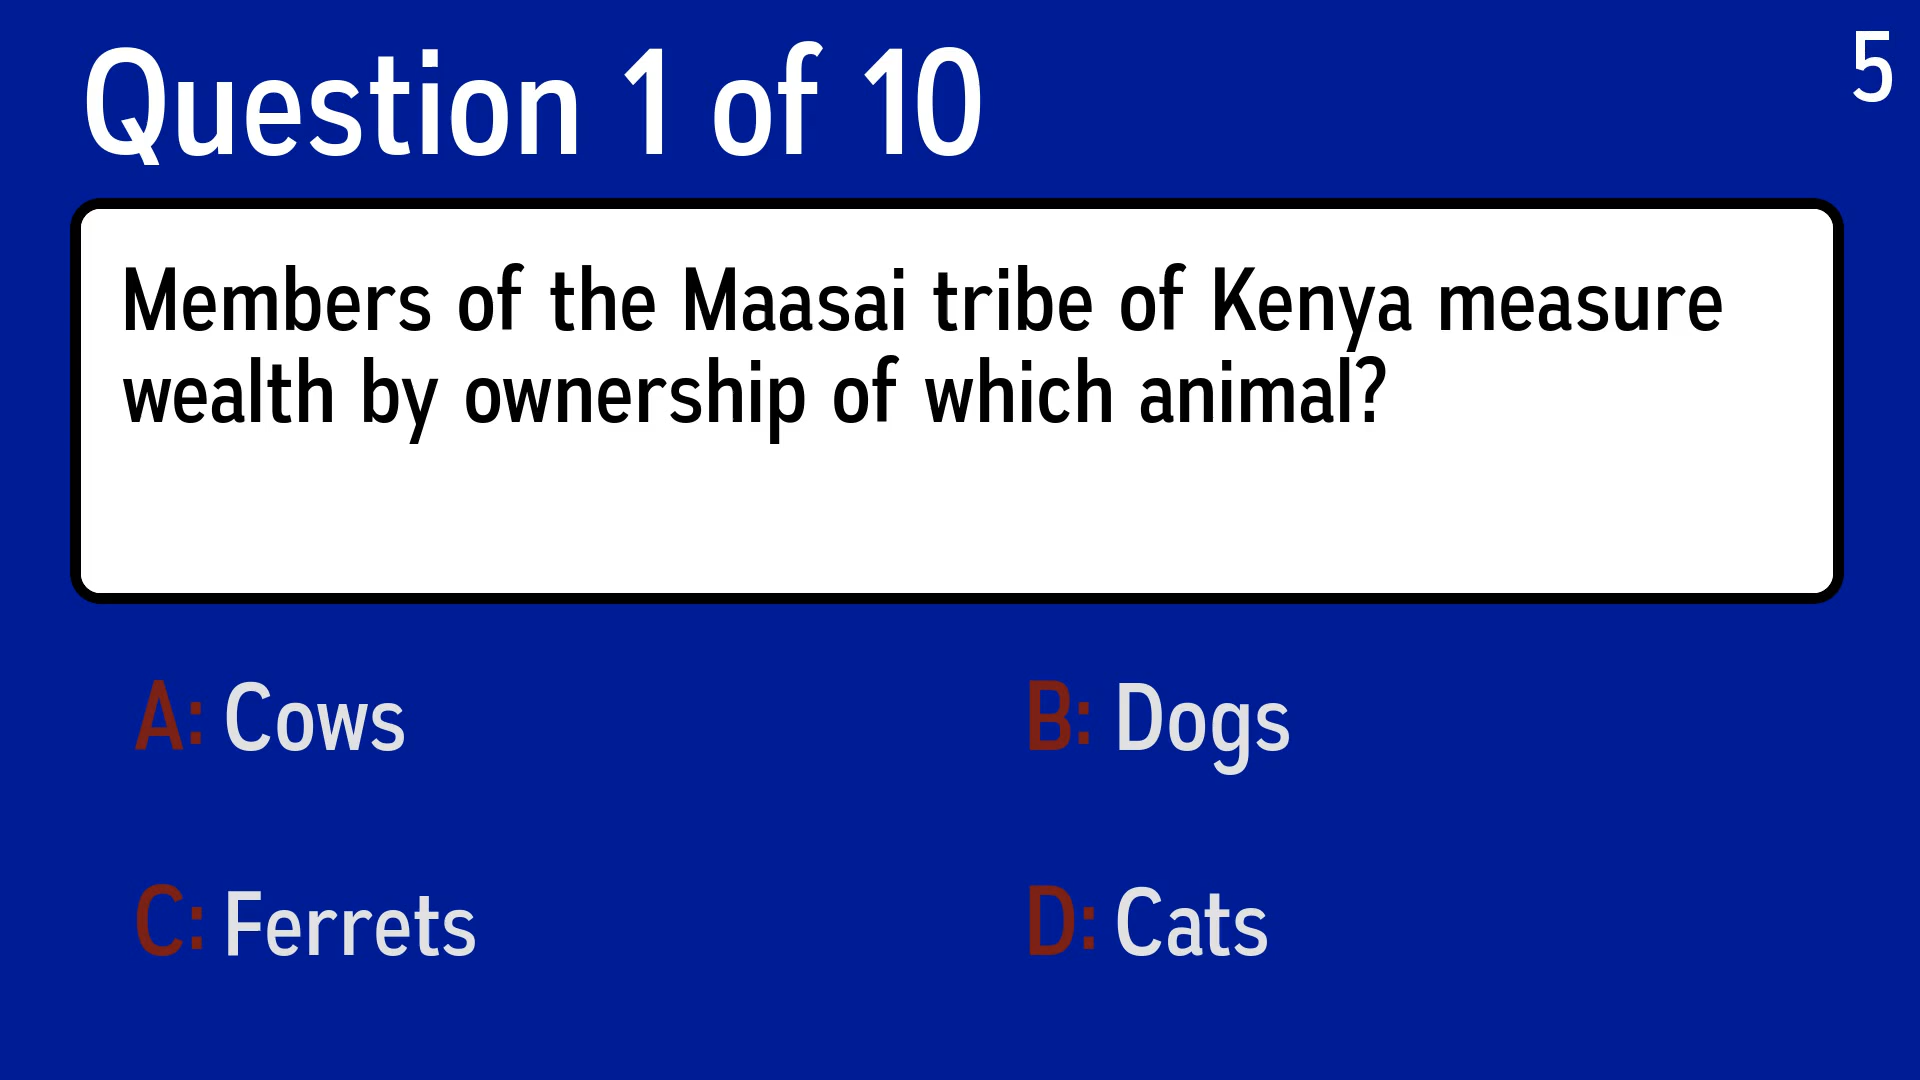 Question 1 of 10
5
Members of the Maasai tribe of Kenya measure
wealth by ownership of which animal?
A: Cows
B: Dogs
C: Ferrets
D: Cats